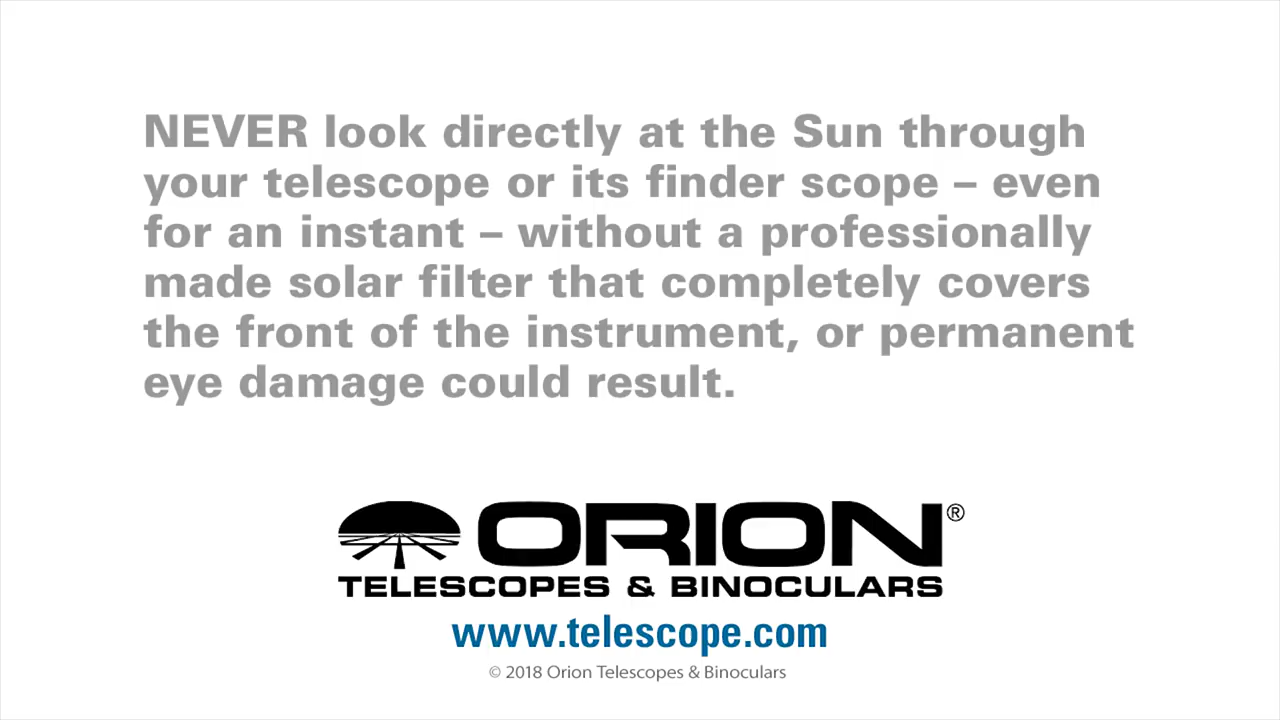 NEVER look directly at the Sun through
your telescope or its finder scope – even
for an instant – without a professionally
made solar filter that completely covers
the front of the instrument, or permanent
eye damage could result.
ORION®
TELESCOPES & BINOCULARS
www.telescope.com
© 2018 Orion Telescopes & Binoculars